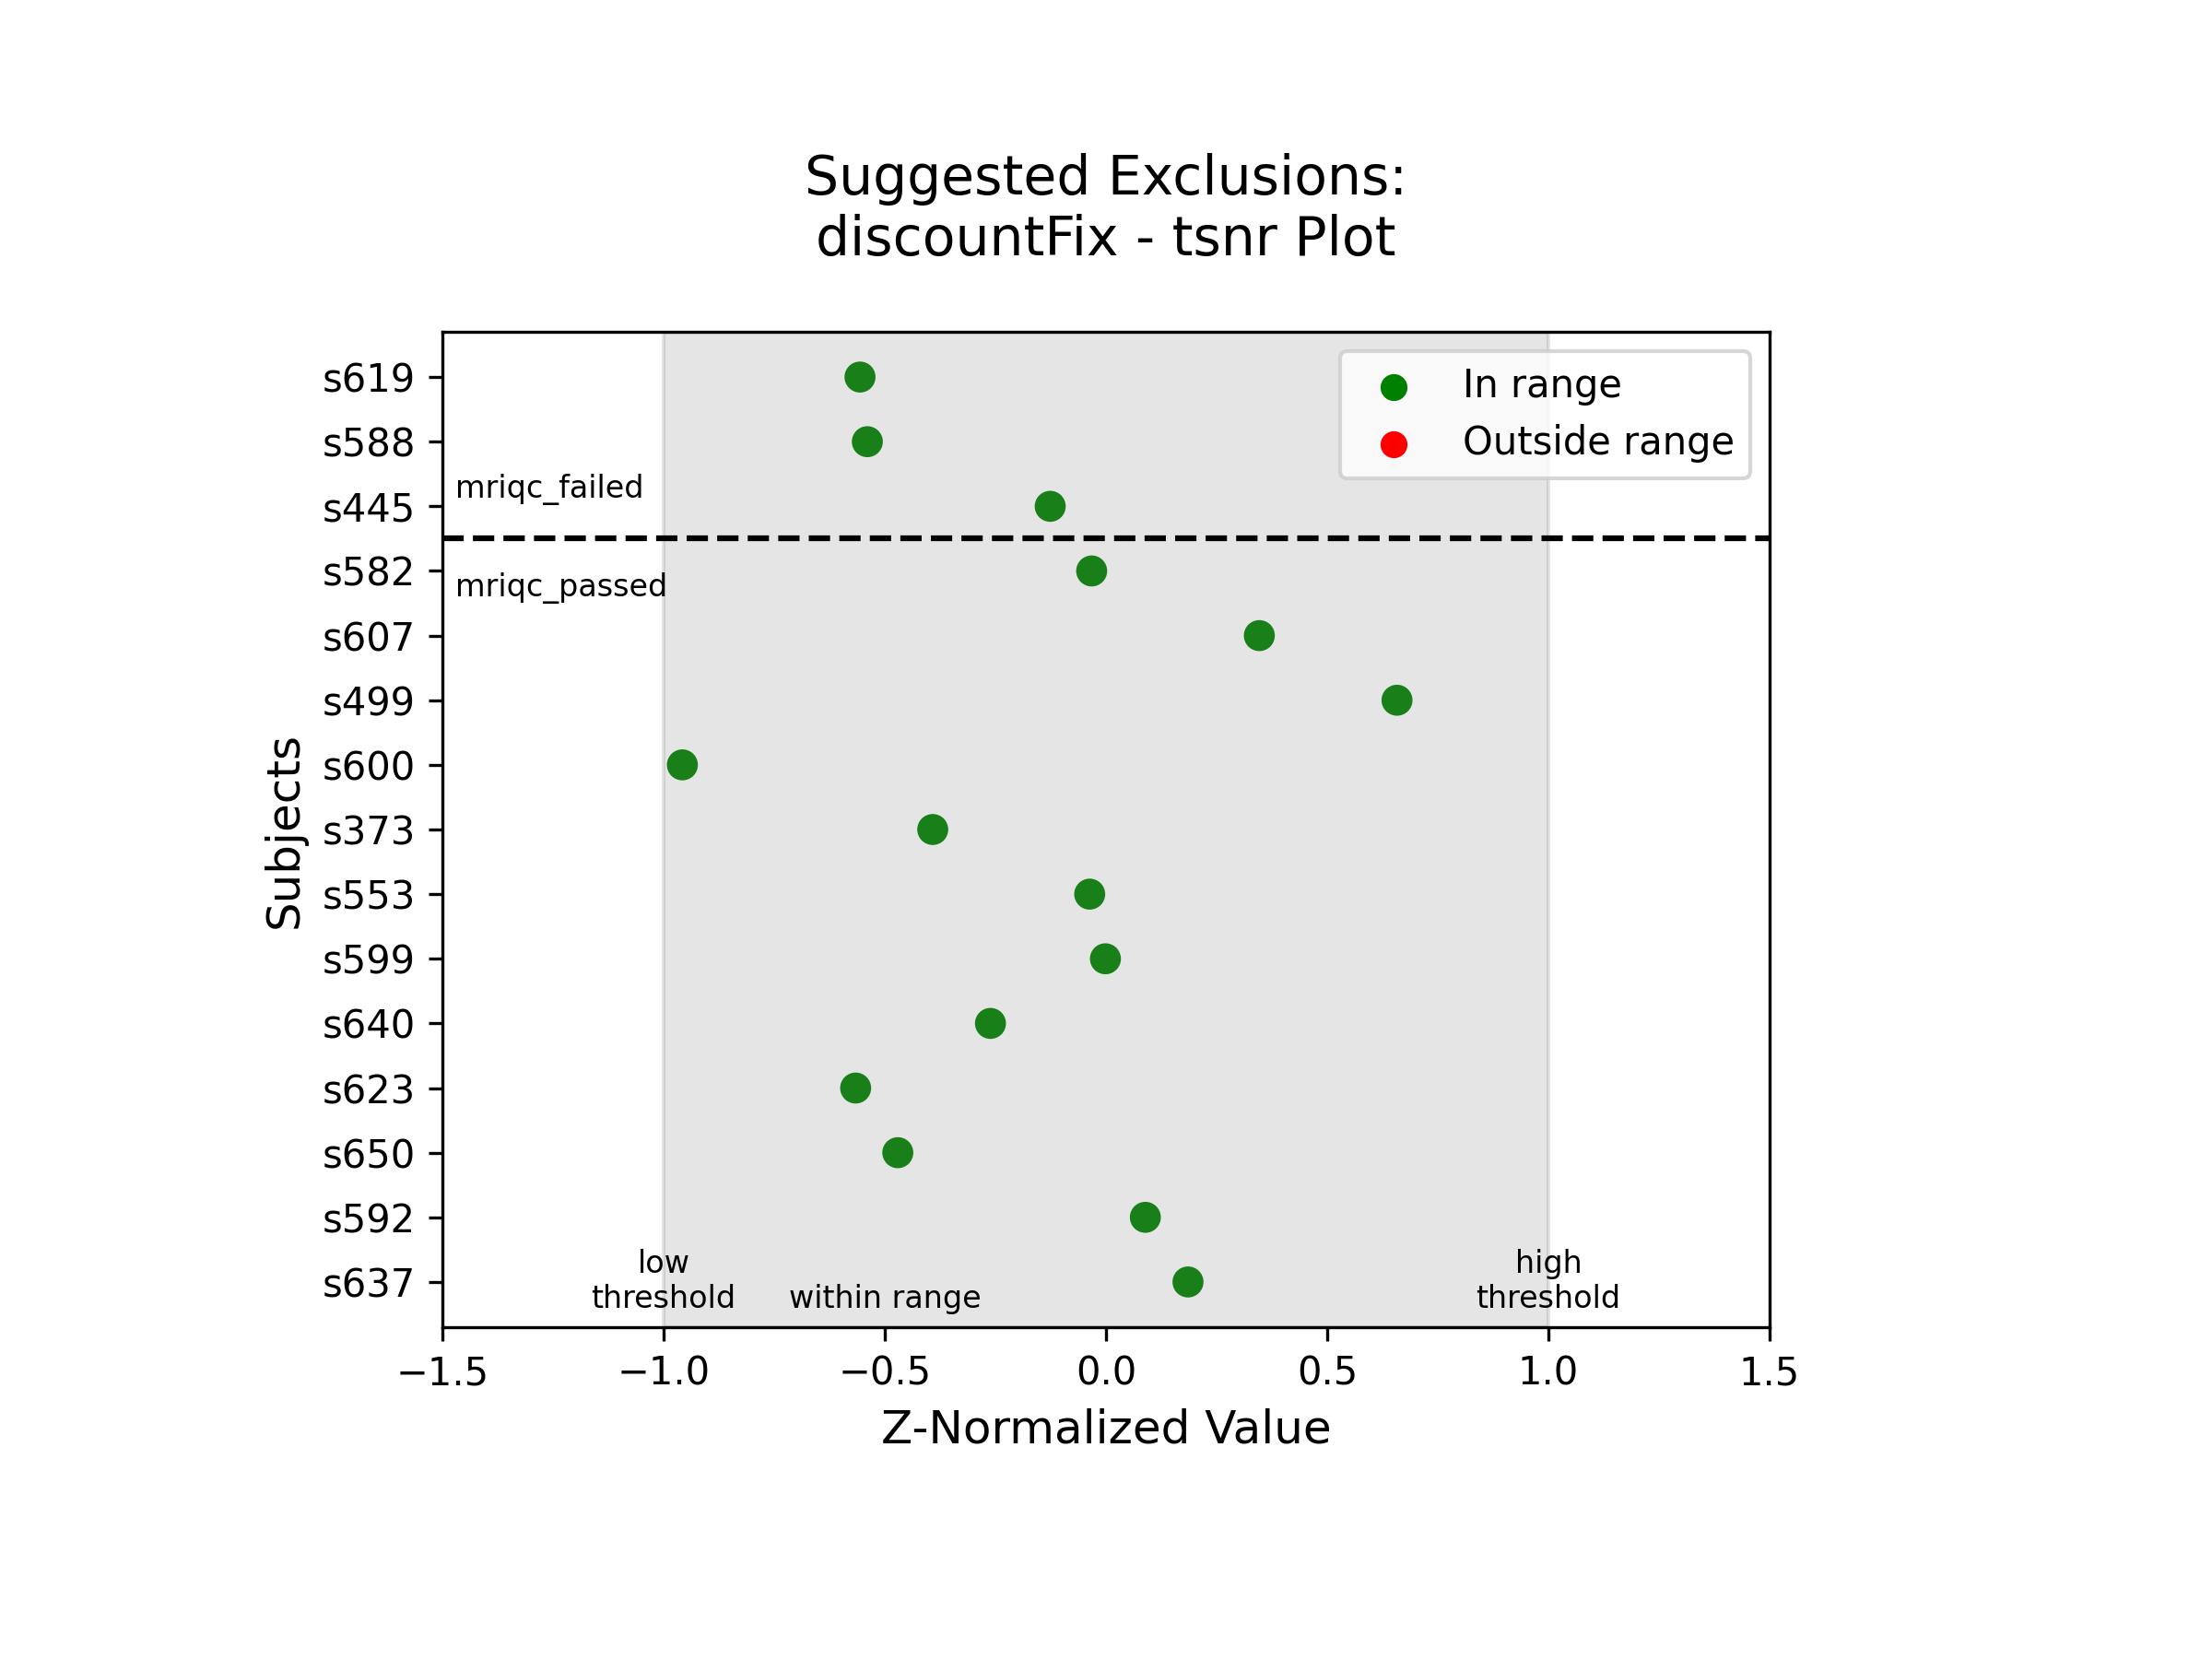 Suggested Exclusions:
discountFix - tsnr Plot
In range
Outside range
s619
s588
mriqc_failed
s445
s582
mriqc_passed
s607
s499
s600
s373
s553
s599
s640
s623
s650
s592
s637
Subjects
low
threshold
within range
high
threshold
−1.5
−1.0
−0.5
0.0
0.5
1.0
1.5
Z-Normalized Value